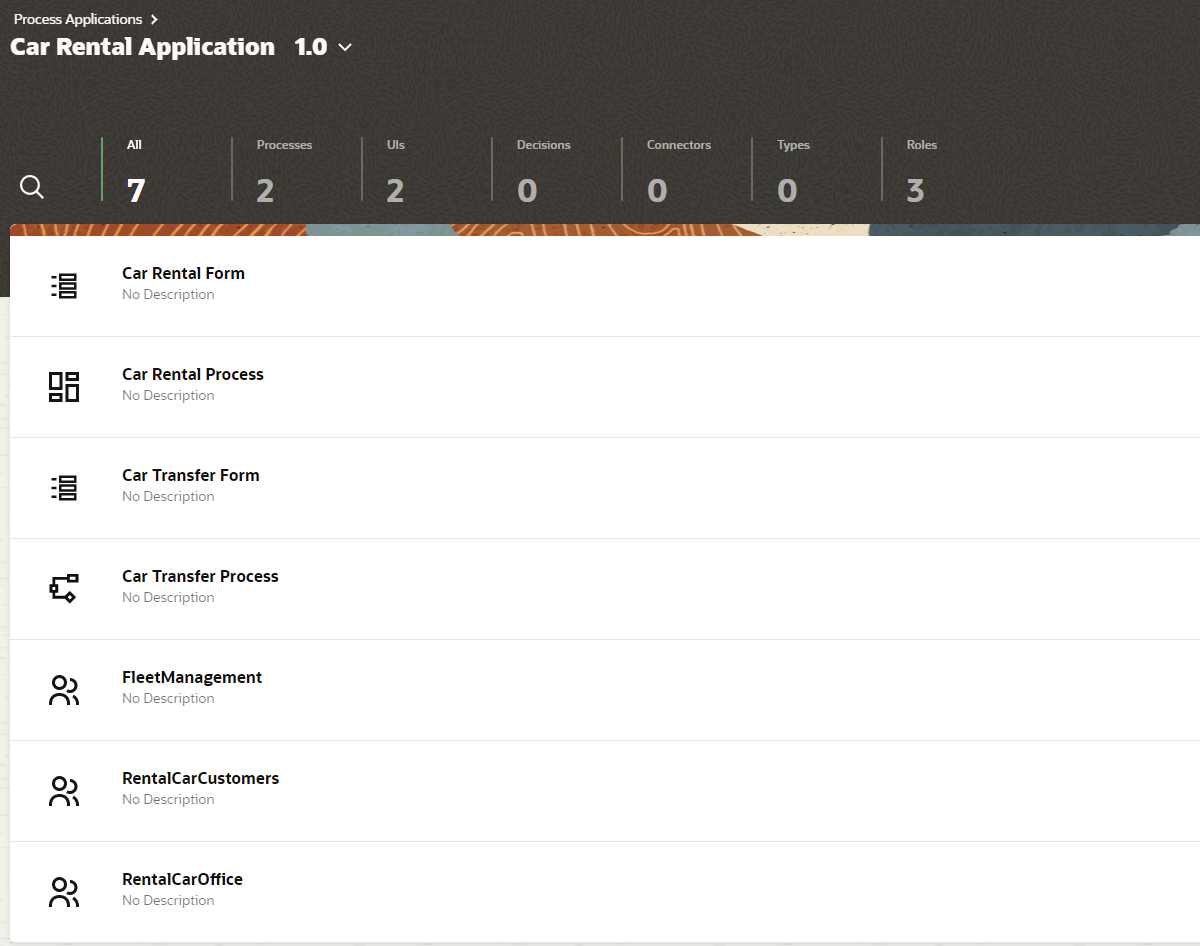 Process Applications
Car Rental Application 1.0
All Processes UIs Decisions Connectors Types Roles
7 2 2 0 0 0 3
Car Rental Form
No Description
Car Rental Process
No Description
Car Transfer Form
No Description
Car Transfer Process
No Description
FleetManagement
No Description
RentalCarCustomers
No Description
RentalCarOffice
No Description